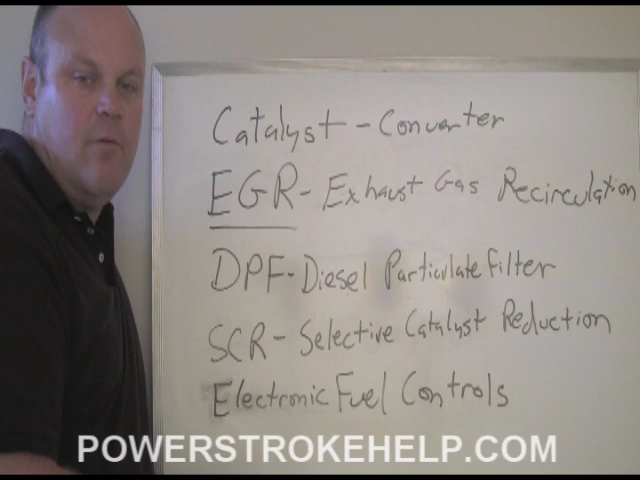 Catalyst - Converter
EGR - Exhaust Gas Recirculation
DPF - Diesel Particulate Filter
SCR - Selective Catalyst Reduction
Electronic Fuel Controls
POWERSTROKEHELP.COM